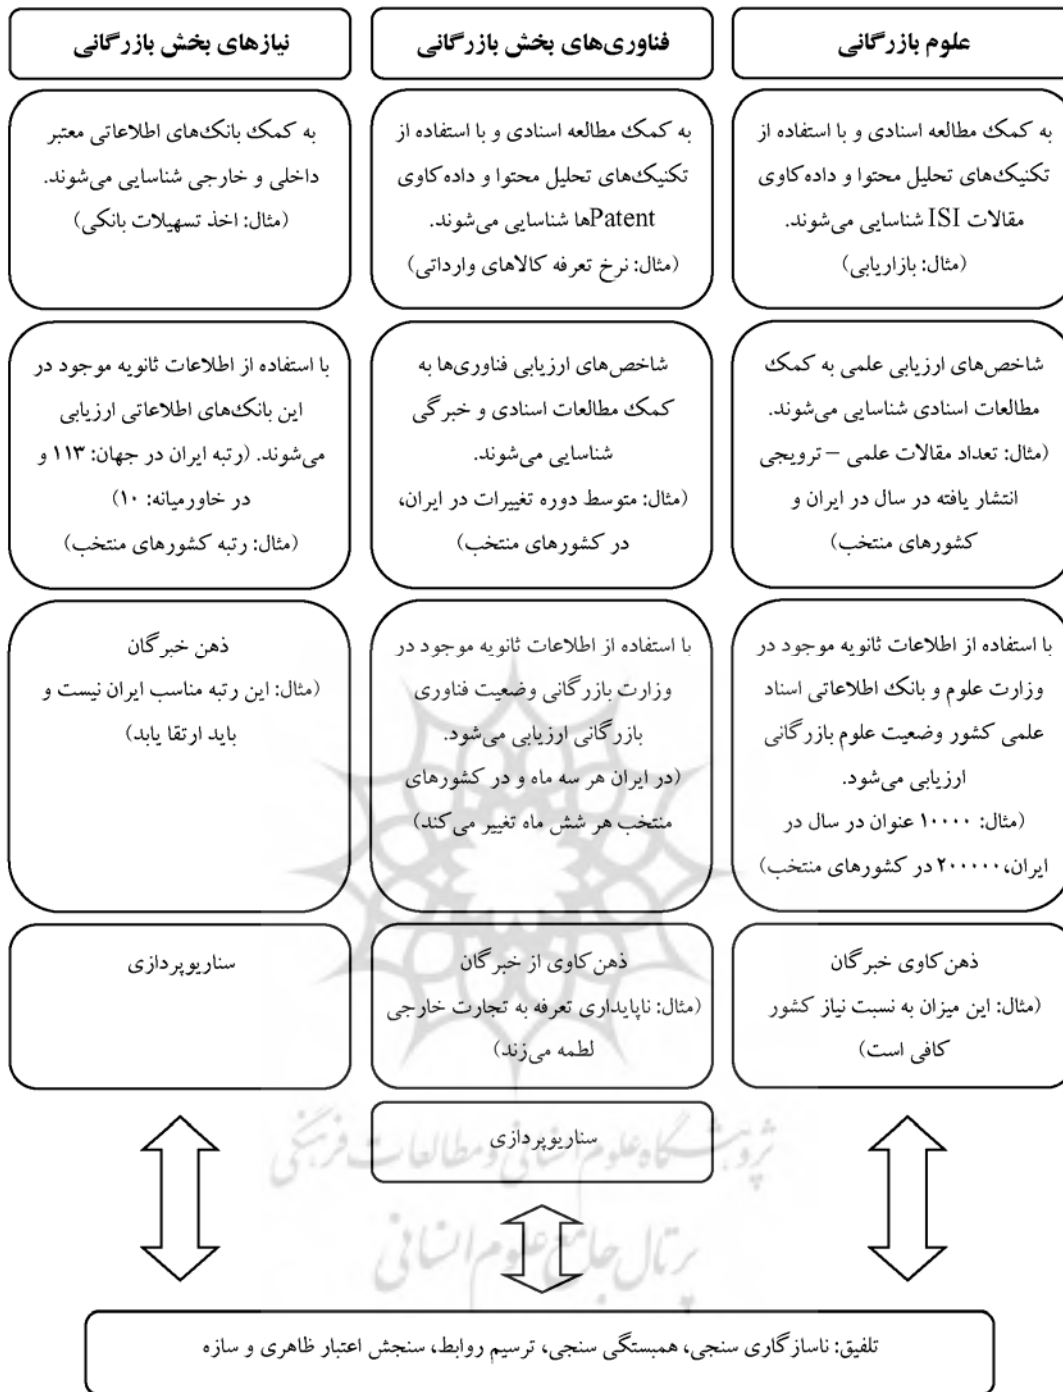 علوم بازرگانی
به کمک مطالعه اسنادی و با استفاده از
تکنیک‌های تحلیل محتوا و داده کاوی
مقالات ISI شناسایی می‌شوند.
(مثال: بازاریابی)
شاخص‌های ارزیابی علمی به کمک
مطالعات اسنادی شناسایی می‌شوند.
(مثال: تعداد مقالات علمی – ترویجی
انتشار یافته در سال در ایران و
کشورهای منتخب)
با استفاده از اطلاعات ثانویه موجود در
وزارت علوم و بانک اطلاعاتی اسناد
علمی کشور وضعیت علوم بازرگانی
ارزیابی می‌شود.
(مثال: ۱۰۰۰۰ عنوان در سال در
ایران، ۲۰۰۰۰۰ در کشورهای منتخب)
ذهن کاوی خبرگان
(مثال: این میزان به نسبت نیاز کشور
کافی است)
فناوری‌های بخش بازرگانی
به کمک مطالعه اسنادی و با استفاده از
تکنیک‌های تحلیل محتوا و داده کاوی
Patentها شناسایی می‌شوند.
(مثال: نرخ تعرفه کالاهای وارداتی)
شاخص‌های ارزیابی فناوری‌ها به
کمک مطالعات اسنادی و خبرگی
شناسایی می‌شوند.
(مثال: متوسط دوره تغییرات در ایران،
در کشورهای منتخب)
با استفاده از اطلاعات ثانویه موجود در
وزارت بازرگانی وضعیت فناوری
بازرگانی ارزیابی می‌شود.
(در ایران هر سه ماه و در کشورهای
منتخب هر شش ماه تغییر می‌کند)
ذهن کاوی از خبرگان
(مثال: ناپایداری تعرفه به تجارت خارجی
لطمه می‌زند)
سناریوپردازی
نیازهای بخش بازرگانی
به کمک بانک‌های اطلاعاتی معتبر
داخلی و خارجی شناسایی می‌شوند.
(مثال: اخذ تسهیلات بانکی)
با استفاده از اطلاعات ثانویه موجود در
این بانک‌های اطلاعاتی ارزیابی
می‌شوند. (رتبه ایران در جهان: ۱۱۳ و
در خاورمیانه: ۱۰)
(مثال: رتبه کشورهای منتخب)
ذهن خبرگان
(مثال: این رتبه مناسب ایران نیست و
باید ارتقا یابد)
سناریوپردازی
پژوهشگاه علوم انسانی و مطالعات فرهنگی
پرتال جامع علوم انسانی
تلفیق: ناسازگاری سنجی، همبستگی سنجی، ترسیم روابط، سنجش اعتبار ظاهری و سازه